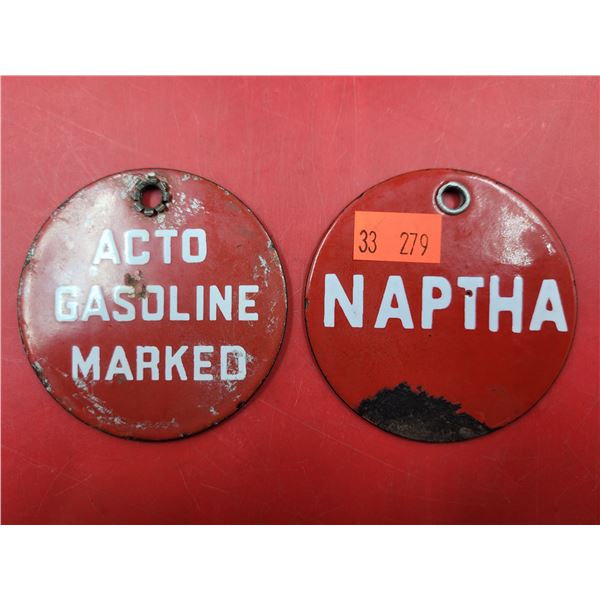 ACTO
GASOLINE
MARKED
33 279
NAPTHA